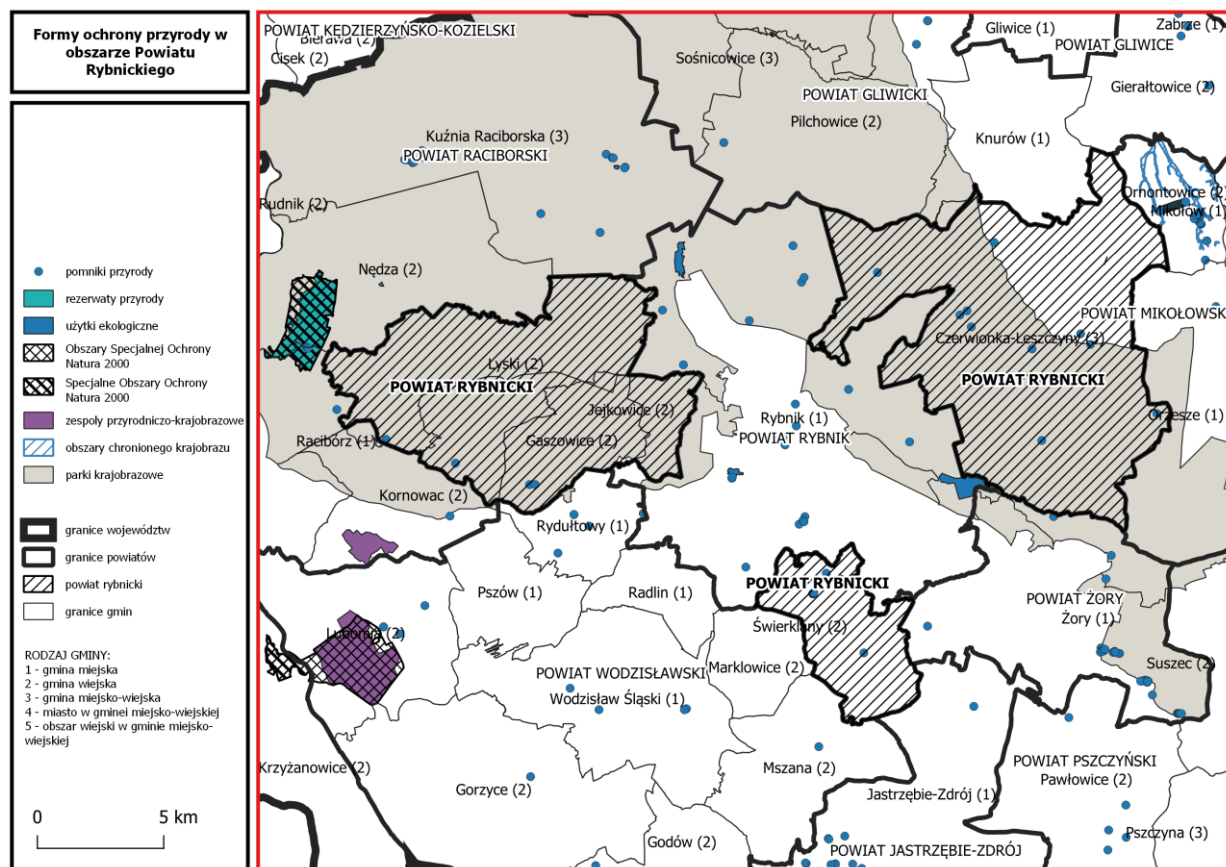 Formy ochrony przyrody w
obszarze Powiatu
Rybnickiego
pomniki przyrody
rezerwaty przyrody
użytki ekologiczne
Obszary Specjalnej Ochrony
Natura 2000
Specjalne Obszary Ochrony
Natura 2000
zespoły przyrodniczo-krajobrazowe
obszary chronionego krajobrazu
parki krajobrazowe
granice województw
granice powiatów
powiat rybnicki
granice gmin
RODZAJ GMINY:
1 - gmina miejska
2 - gmina wiejska
3 - gmina miejsko-wiejska
4 - miasto w gminei miejsko-wiejskiej
5 - obszar wiejski w gminie miejsko-
wiejskiej
0 5 km
POWIAT KĘDZIERZYŃSKO-KOZIELSKI
Bierawa (2)
Cisek (2)
Sośnicowice (3)
Gliwice (1)
POWIAT GLIWICE
Zabrze (1)
POWIAT GLIWICKI
Gierałtowice (2)
Pilchowice (2)
Kuźnia Raciborska (3)
POWIAT RACIBORSKI
Knurów (1)
Rudnik (2)
Ornontowice (2)
Mikołów (1)
Nędza (2)
POWIAT MIKOŁOWSK
Czerwionka-Leszczyny (3)
Lyski (2)
POWIAT RYBNICKI
POWIAT RYBNICKI
Jejkowice (2)
Rybnik (1)
POWIAT RYBNIK
Orzesze (1)
Racibórz (1)
Gaszowice (2)
Kornowac (2)
Rydułtowy (1)
Pszów (1)
Radlin (1)
POWIAT RYBNICKI
POWIAT ŻORY
Żory (1)
Lubomia (2)
Świerklany (2)
Suszec (2)
POWIAT WODZISŁAWSKI
Marklowice (2)
Wodzisław Śląski (1)
Krzyżanowice (2)
Gorzyce (2)
Mszana (2)
POWIAT PSZCZYŃSKI
Pawłowice (2)
Jastrzębie-Zdrój (1)
Godów (2)
POWIAT JASTRZĘBIE-ZDRÓJ
Pszczyna (3)